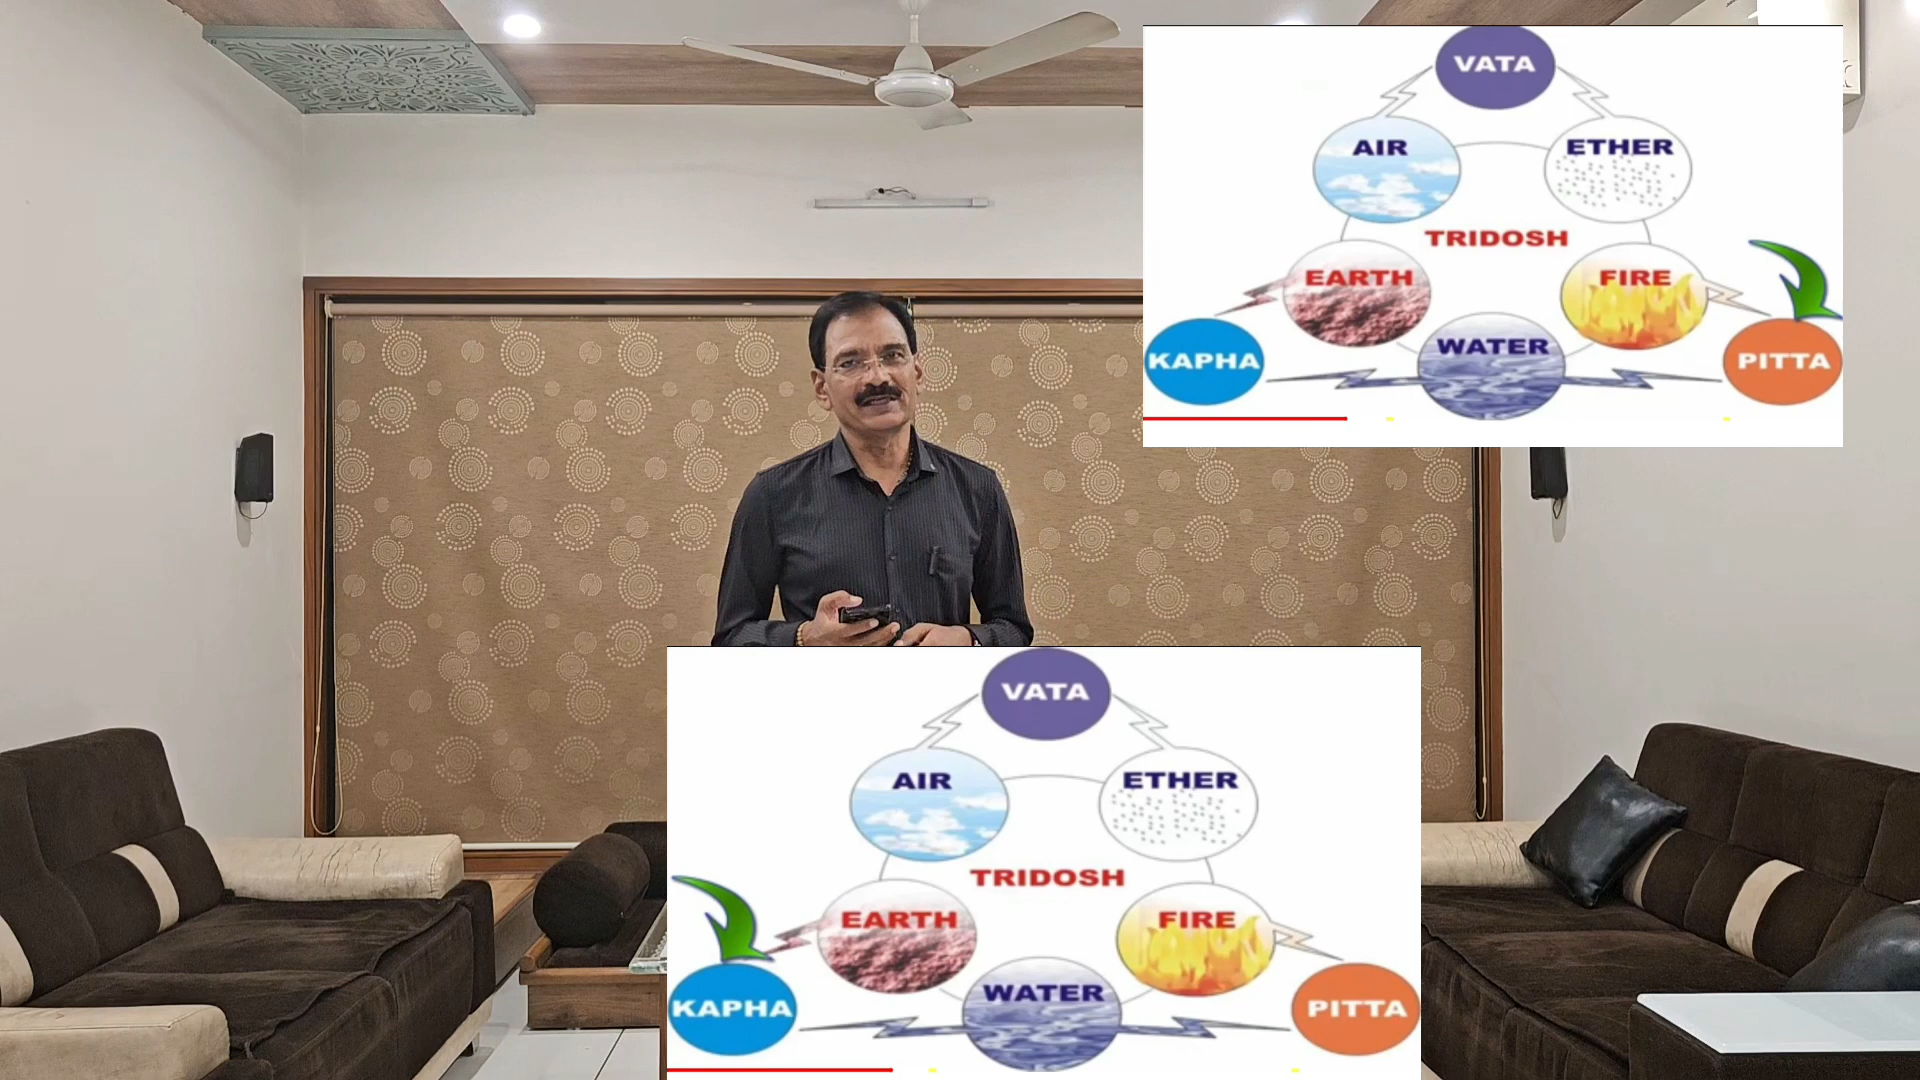 VATA
AIR
ETHER
TRIDOSH
EARTH
FIRE
KAPHA
WATER
PITTA
VATA
AIR
ETHER
TRIDOSH
EARTH
FIRE
KAPHA
WATER
PITTA